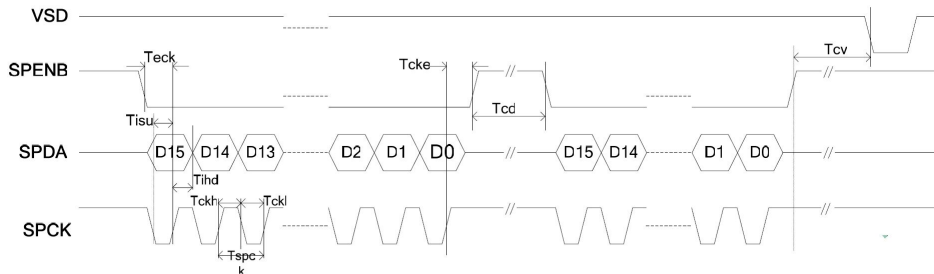 VSD
Teck
Tcke
Tcv
SPENB
Tcd
Tisu
SPDA
D15 D14 D13 D2 D1 D0 D15 D14 D1 D0
Tihd
Tckh Tckl
SPCK
Tspc
k